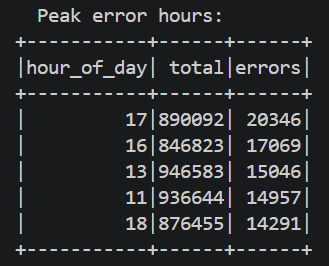 Peak error hours:
+-----------+------+------+
|hour_of_day| total|errors|
+-----------+------+------+
|         17|890092| 20346|
|         16|846823| 17069|
|         13|946583| 15046|
|         11|936644| 14957|
|         18|876455| 14291|
+-----------+------+------+